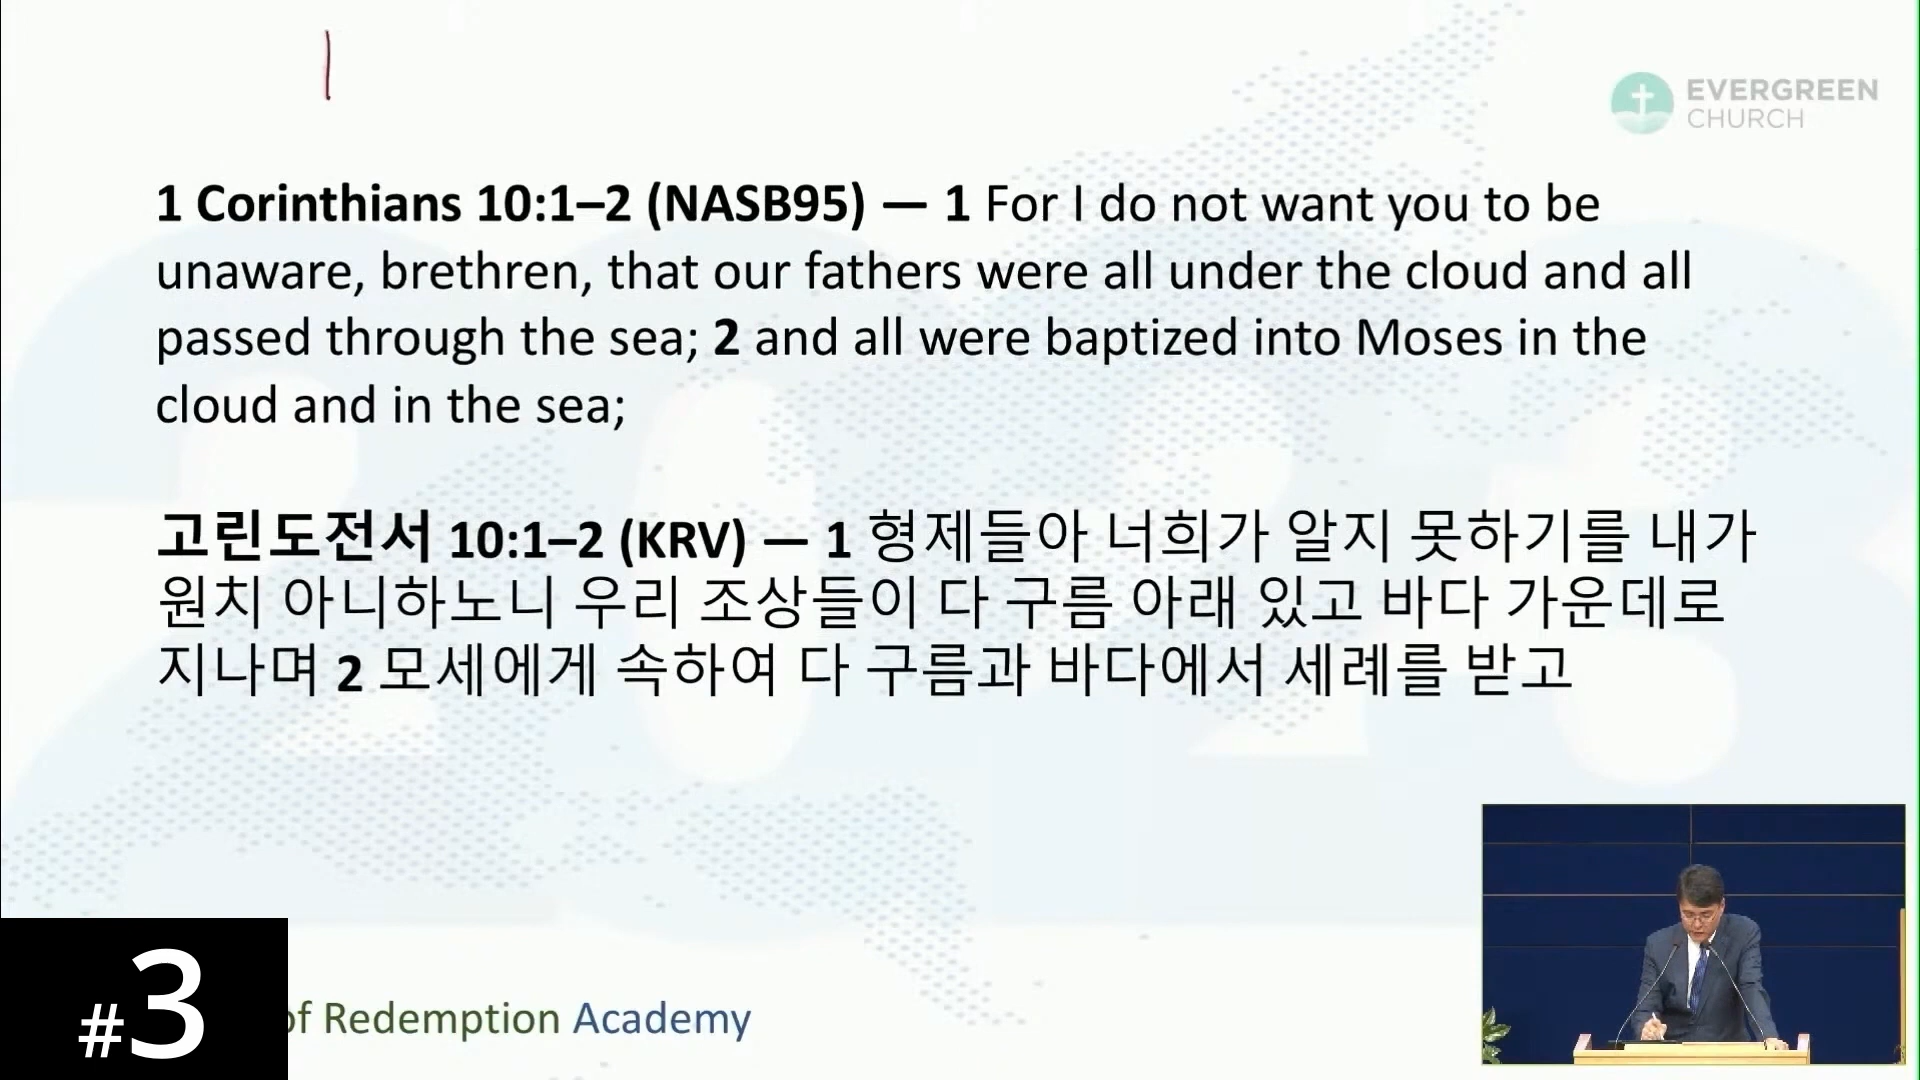 EVERGREEN
CHURCH
1 Corinthians 10:1–2 (NASB95) — 1 For I do not want you to be
unaware, brethren, that our fathers were all under the cloud and all
passed through the sea; 2 and all were baptized into Moses in the
cloud and in the sea;
고린도전서 10:1–2 (KRV) — 1 형제들아 너희가 알지 못하기를 내가
원치 아니하노니 우리 조상들이 다 구름 아래 있고 바다 가운데로
지나며 2 모세에게 속하여 다 구름과 바다에서 세례를 받고
#3
of Redemption Academy